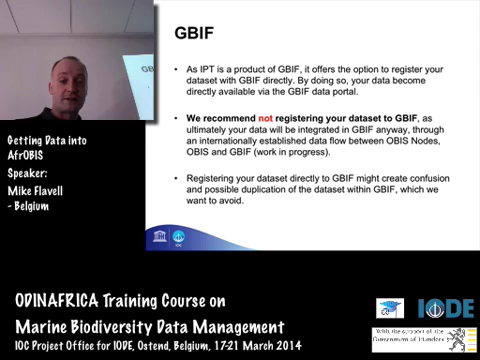 GBIF
• As IPT is a product of GBIF, it offers the option to register your
dataset with GBIF directly. By doing so, your data become
directly available via the GBIF data portal.
• We recommend not registering your dataset to GBIF, as
ultimately your data will be integrated in GBIF anyway, through
an internationally established data flow between OBIS Nodes,
OBIS and GBIF (work in progress).
• Registering your dataset directly to GBIF might create confusion
and possible duplication of the dataset within GBIF, which we
want to avoid.
Getting Data into
AfrOBIS
Speaker:
Mike Flavell
- Belgium
ODINAFRICA Training Course on
Marine Biodiversity Data Management
IOC Project Office for IODE, Ostend, Belgium, 17-21 March 2014
IODE
With the support of the
Government of Flanders